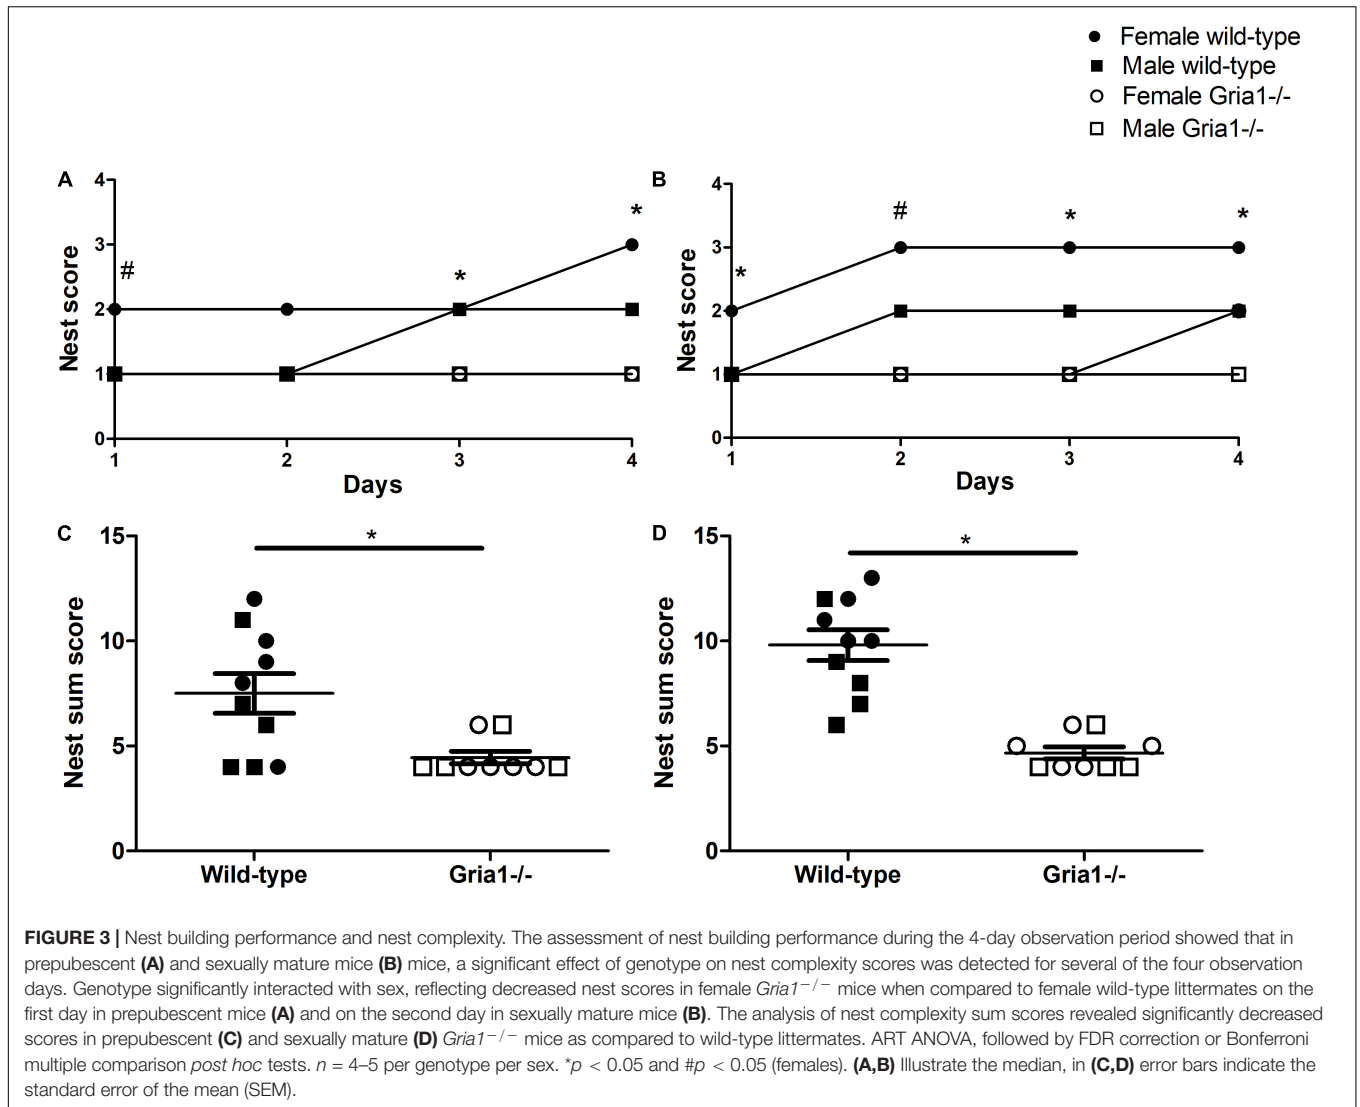 Female wild-type
Male wild-type
Female Gria1-/-
Male Gria1-/-
A
4
3
2
1
0
Nest score
#
*
*
1 2 3 4
Days
B
4
3
2
1
0
Nest score
*
#
*
*
1 2 3 4
Days
C
15
10
5
0
Nest sum score
*
Wild-type Gria1-/-
D
15
10
5
0
Nest sum score
*
Wild-type Gria1-/-
FIGURE 3 | Nest building performance and nest complexity. The assessment of nest building performance during the 4-day observation period showed that in
prepubescent (A) and sexually mature mice (B) mice, a significant effect of genotype on nest complexity scores was detected for several of the four observation
days. Genotype significantly interacted with sex, reflecting decreased nest scores in female Gria1−/− mice when compared to female wild-type littermates on the
first day in prepubescent mice (A) and on the second day in sexually mature mice (B). The analysis of nest complexity sum scores revealed significantly decreased
scores in prepubescent (C) and sexually mature (D) Gria1−/− mice as compared to wild-type littermates. ART ANOVA, followed by FDR correction or Bonferroni
multiple comparison post hoc tests. n = 4–5 per genotype per sex. *p < 0.05 and #p < 0.05 (females). (A,B) Illustrate the median, in (C,D) error bars indicate the
standard error of the mean (SEM).